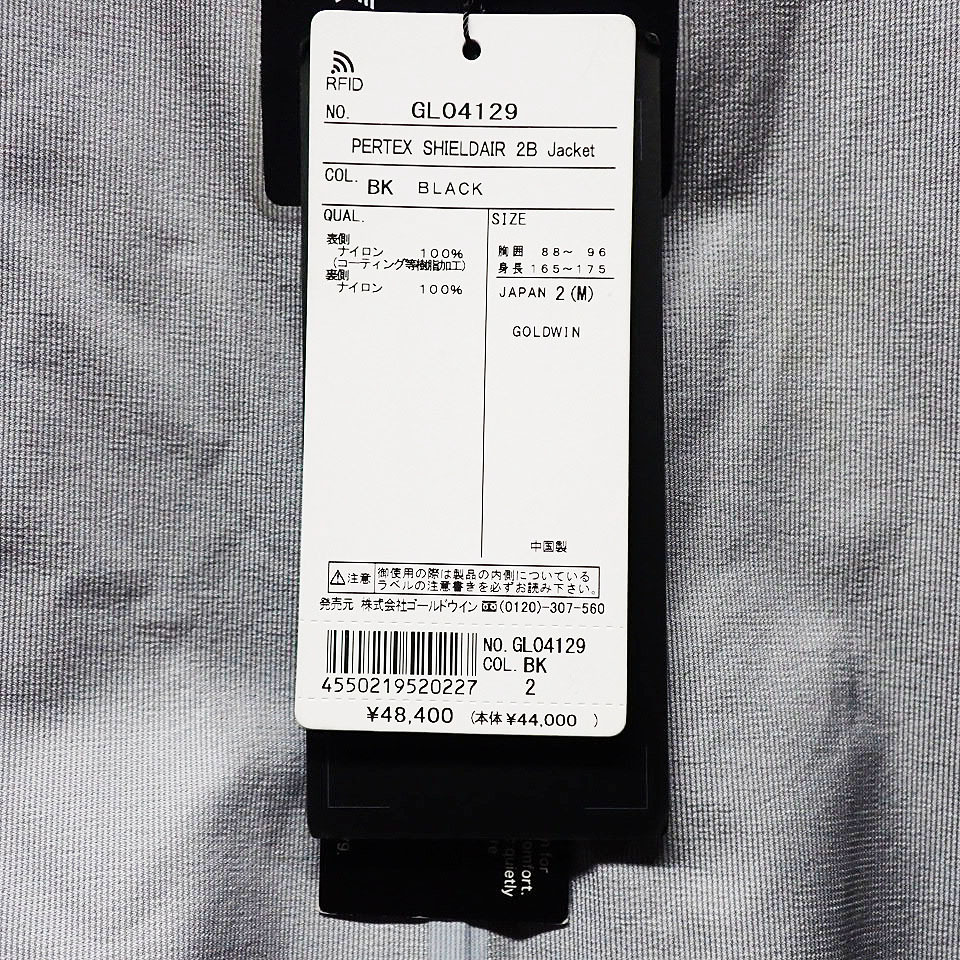 RFID
NO. GL04129
PERTEX SHIELDAIR 2B Jacket
COL. BK BLACK
QUAL.
表側
ナイロン 100%
(コーティング等樹脂加工)
裏側
ナイロン 100%
SIZE
胸囲 88～ 96
身長 165～175
JAPAN 2(M)
GOLDWIN
中国製
注意 御使用の際は製品の内側についている
ラベルの注意書きを必ずお読み下さい。
発売元 株式会社ゴールドウイン (0120)-307-560
4550219520227
NO. GL04129
COL. BK
2
¥48,400 (本体¥44,000 )
for
omfort.
quietly
re
rg.